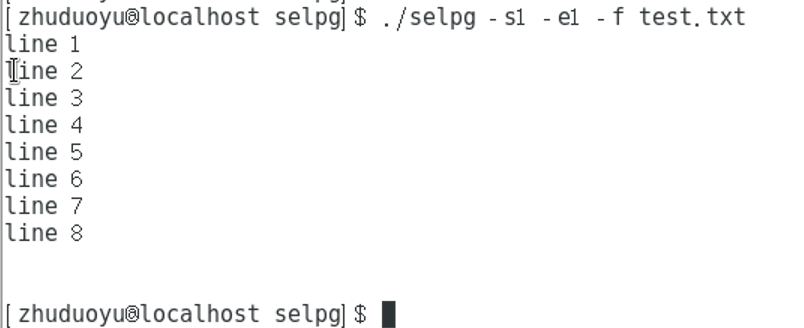 [zhuduoyu@localhost selpg]$ ./selpg -s1 -e1 -f test.txt
line 1
line 2
line 3
line 4
line 5
line 6
line 7
line 8
[zhuduoyu@localhost selpg]$